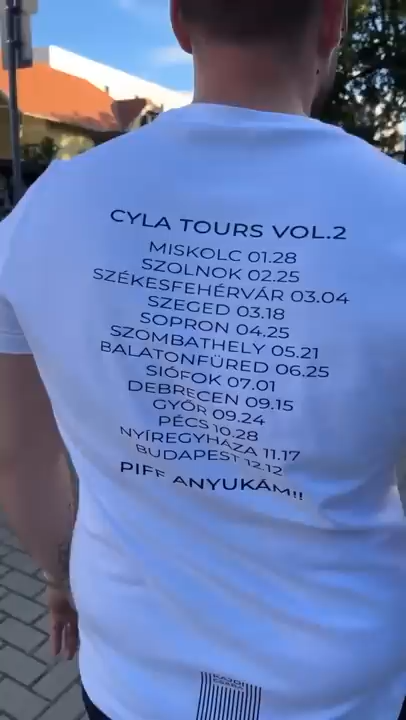 CYLA TOURS VOL.2
MISKOLC 01.28
SZOLNOK 02.25
SZÉKESFEHÉRVÁR 03.04
SZEGED 03.18
SOPRON 04.25
SZOMBATHELY 05.21
BALATONFÜRED 06.25
SIÓFOK 07.01
DEBRECEN 09.15
GYŐR 09.24
PÉCS 10.28
NYÍREGYHÁZA 11.17
BUDAPEST 12.12
PIFF ANYUKÁM!!